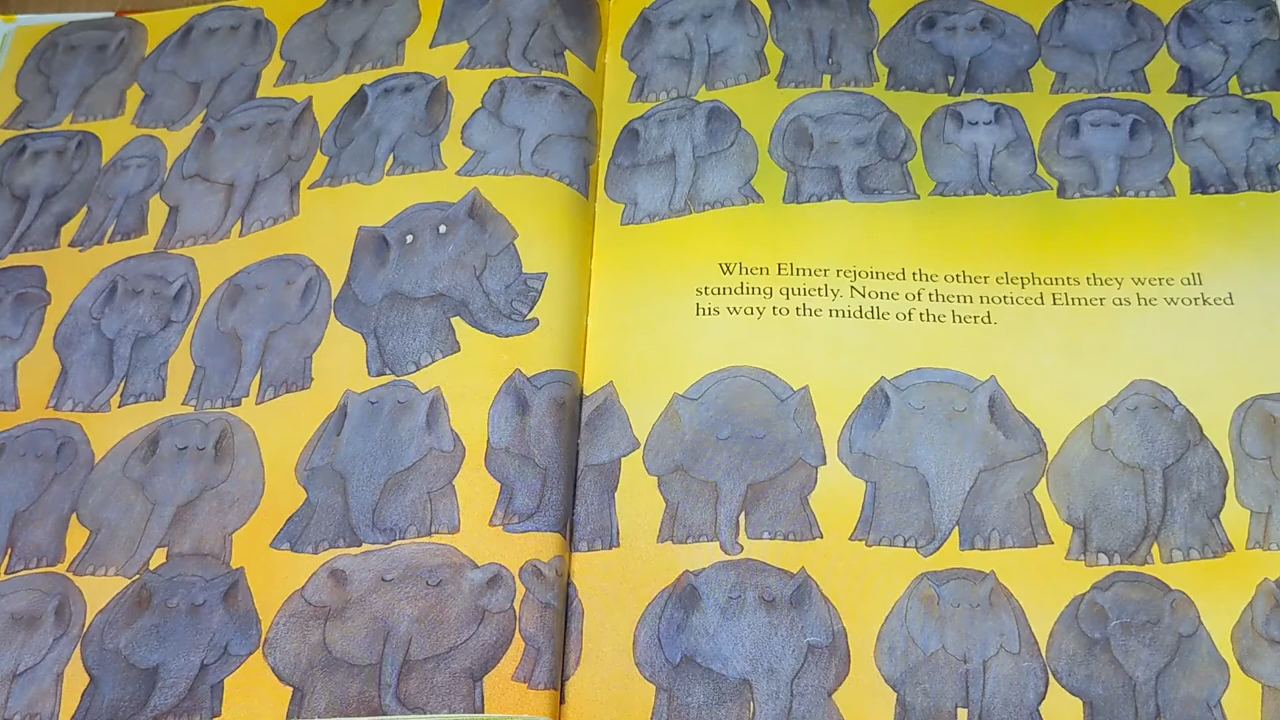 When Elmer rejoined the other elephants they were all
standing quietly. None of them noticed Elmer as he worked
his way to the middle of the herd.